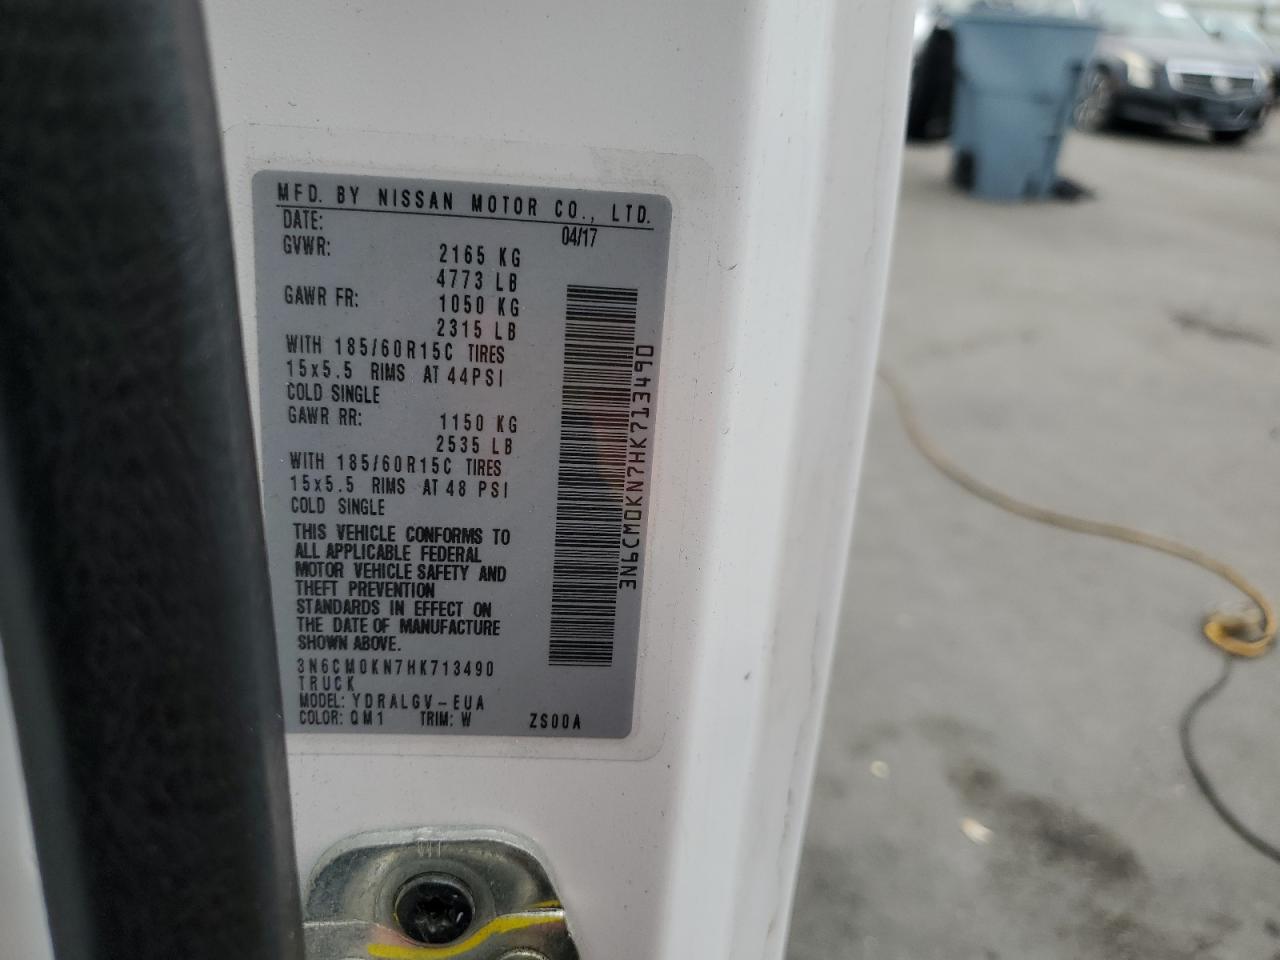 MFD. BY NISSAN MOTOR CO., LTD.
DATE: 04/17
GVWR: 2165 KG
4773 LB
GAWR FR: 1050 KG
2315 LB
WITH 185/60R15C TIRES
15x5.5 RIMS AT 44PSI
COLD SINGLE
GAWR RR: 1150 KG
2535 LB
WITH 185/60R15C TIRES
15x5.5 RIMS AT 48 PSI
COLD SINGLE
THIS VEHICLE CONFORMS TO
ALL APPLICABLE FEDERAL
MOTOR VEHICLE SAFETY AND
THEFT PREVENTION
STANDARDS IN EFFECT ON
THE DATE OF MANUFACTURE
SHOWN ABOVE.
3N6CM0KN7HK713490
TRUCK
MODEL: YDRALGV-EUA
COLOR: QM1 TRIM: W ZS00A
3N6CM0KN7HK713490